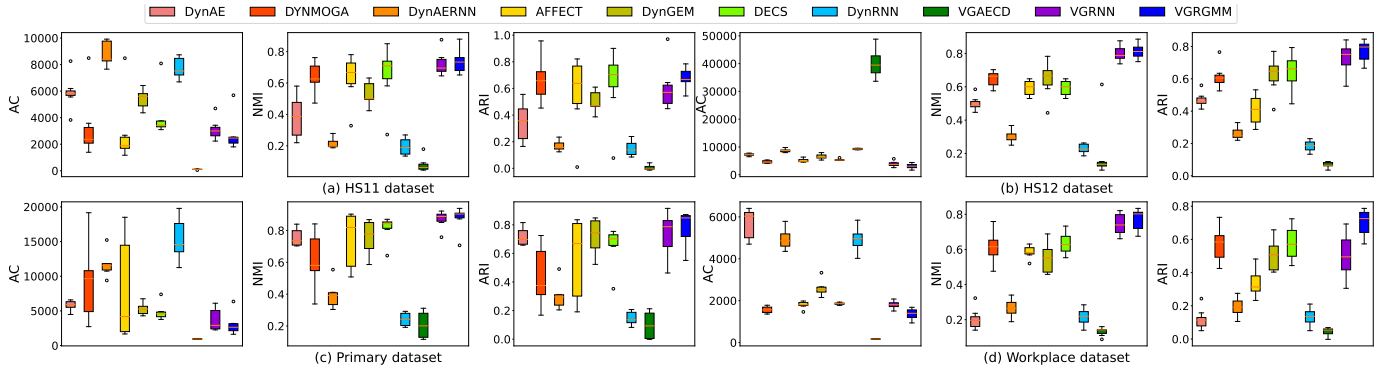 DynAE DYNMOGA DynAERNN AFFECT DynGEM DECS DynRNN VGAECD VGRNN VGRGMM
AC 10000 8000 6000 4000 2000 0
NMI 0.8 0.6 0.4 0.2
ARI 1.0 0.8 0.6 0.4 0.2 0.0
AC 50000 40000 30000 20000 10000 0
NMI 0.8 0.6 0.4 0.2
ARI 0.8 0.6 0.4 0.2 0.0
(a) HS11 dataset
(b) HS12 dataset
AC 20000 15000 10000 5000 0
NMI 0.8 0.6 0.4 0.2
ARI 0.8 0.6 0.4 0.2 0.0
AC 6000 4000 2000 0
NMI 0.8 0.6 0.4 0.2
ARI 0.8 0.6 0.4 0.2 0.0
(c) Primary dataset
(d) Workplace dataset